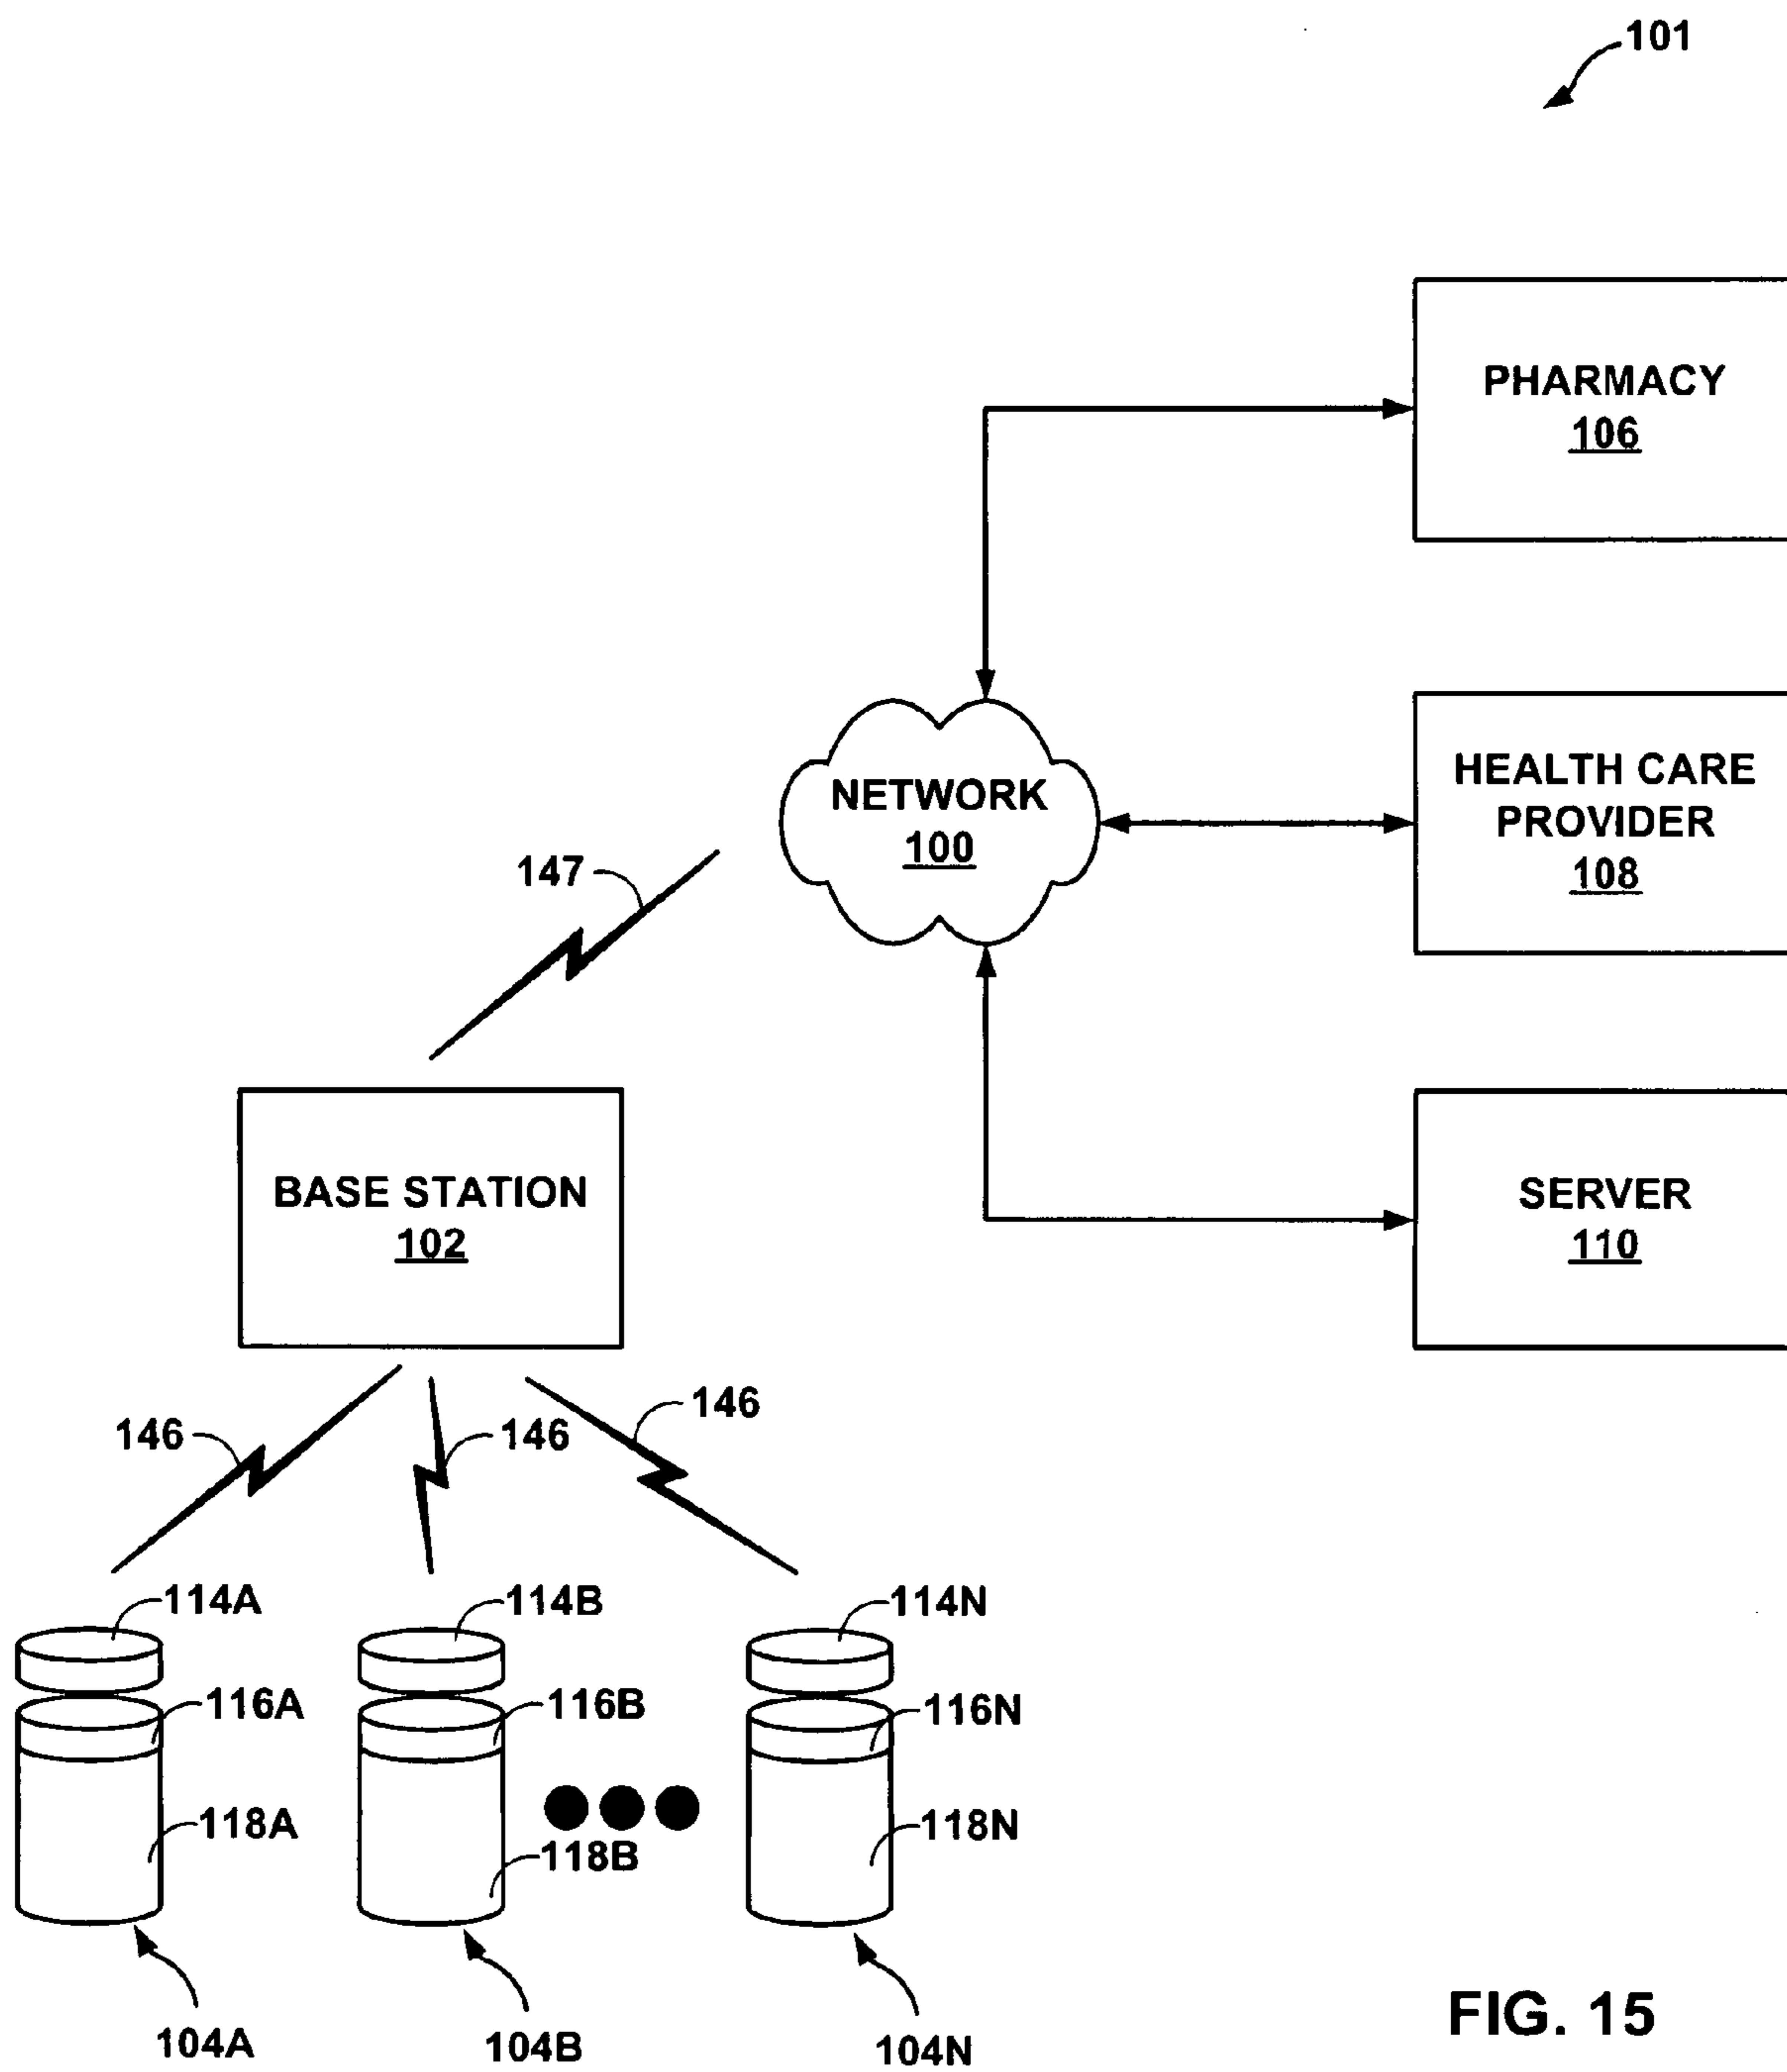 101
PHARMACY
106
NETWORK
100
HEALTH CARE
PROVIDER
108
147
BASE STATION
102
SERVER
110
146
146
146
114A
114B
114N
116A
116B
116N
118A
118B
118N
104A
104B
104N
FIG. 15